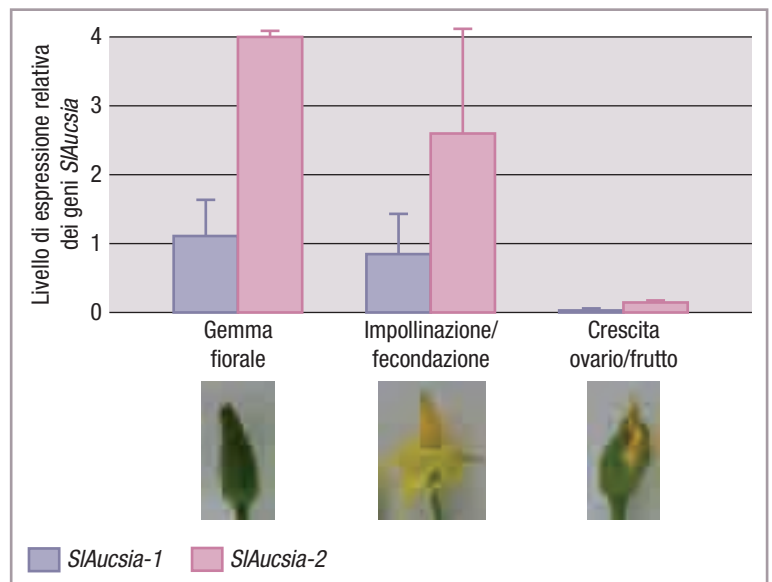 Livello di espressione relativa
dei geni SlAucsia
4
3
2
1
0
Gemma
fiorale
Impollinazione/
fecondazione
Crescita
ovario/frutto
SlAucsia-1
SlAucsia-2